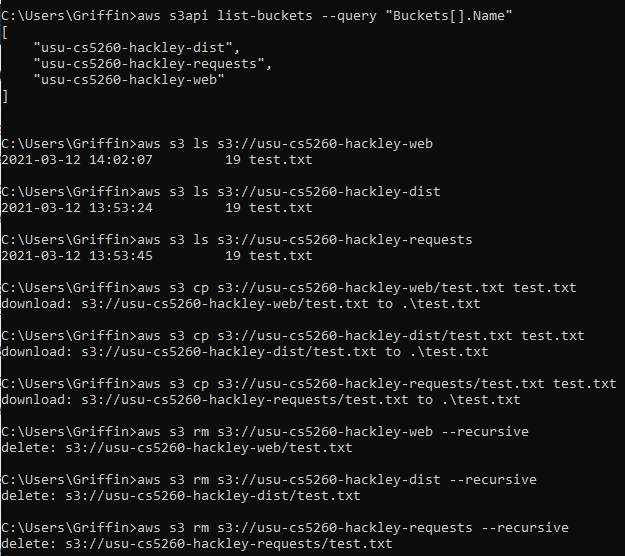 C:\Users\Griffin>aws s3api list-buckets --query "Buckets[].Name"
[
    "usu-cs5260-hackley-dist",
    "usu-cs5260-hackley-requests",
    "usu-cs5260-hackley-web"
]
C:\Users\Griffin>aws s3 ls s3://usu-cs5260-hackley-web
2021-03-12 14:02:07         19 test.txt
C:\Users\Griffin>aws s3 ls s3://usu-cs5260-hackley-dist
2021-03-12 13:53:24         19 test.txt
C:\Users\Griffin>aws s3 ls s3://usu-cs5260-hackley-requests
2021-03-12 13:53:45         19 test.txt
C:\Users\Griffin>aws s3 cp s3://usu-cs5260-hackley-web/test.txt test.txt
download: s3://usu-cs5260-hackley-web/test.txt to .\test.txt
C:\Users\Griffin>aws s3 cp s3://usu-cs5260-hackley-dist/test.txt test.txt
download: s3://usu-cs5260-hackley-dist/test.txt to .\test.txt
C:\Users\Griffin>aws s3 cp s3://usu-cs5260-hackley-requests/test.txt test.txt
download: s3://usu-cs5260-hackley-requests/test.txt to .\test.txt
C:\Users\Griffin>aws s3 rm s3://usu-cs5260-hackley-web --recursive
delete: s3://usu-cs5260-hackley-web/test.txt
C:\Users\Griffin>aws s3 rm s3://usu-cs5260-hackley-dist --recursive
delete: s3://usu-cs5260-hackley-dist/test.txt
C:\Users\Griffin>aws s3 rm s3://usu-cs5260-hackley-requests --recursive
delete: s3://usu-cs5260-hackley-requests/test.txt